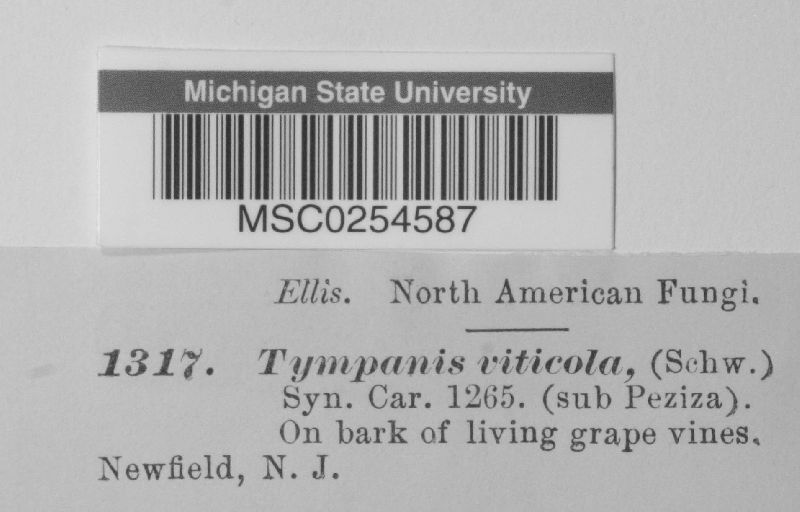 Michigan State University
MSC0254587
Ellis. North American Fungi.
1317. Tympanis viticola, (Schw.)
Syn. Car. 1265. (sub Peziza).
On bark of living grape vines.
Newfield, N. J.